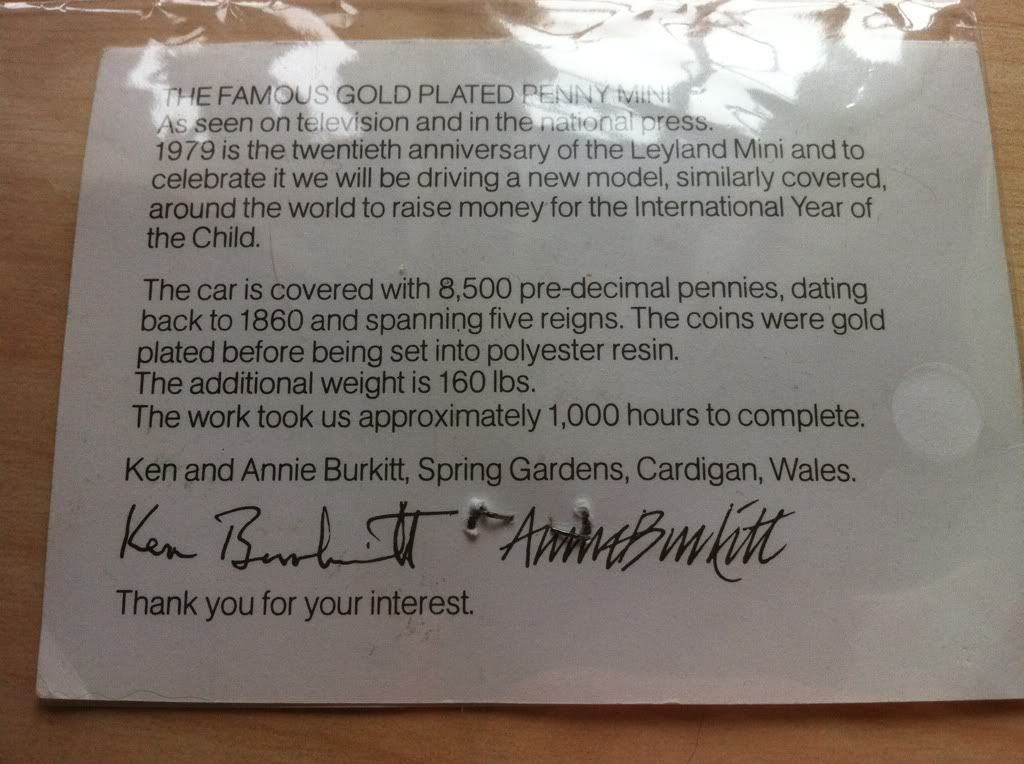 THE FAMOUS GOLD PLATED PENNY MINI
As seen on television and in the national press.
1979 is the twentieth anniversary of the Leyland Mini and to
celebrate it we will be driving a new model, similarly covered,
around the world to raise money for the International Year of
the Child.
The car is covered with 8,500 pre-decimal pennies, dating
back to 1860 and spanning five reigns. The coins were gold
plated before being set into polyester resin.
The additional weight is 160 lbs.
The work took us approximately 1,000 hours to complete.
Ken and Annie Burkitt, Spring Gardens, Cardigan, Wales.
Ken Burkitt Annie Burkitt
Thank you for your interest.